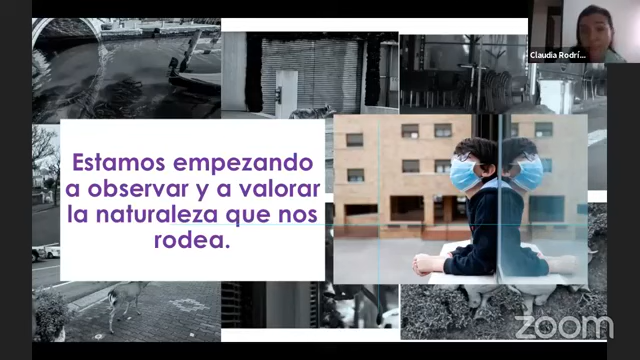 Claudia Rodrí...
Estamos empezando
a observar y a valorar
la naturaleza que nos
rodea.
zoom